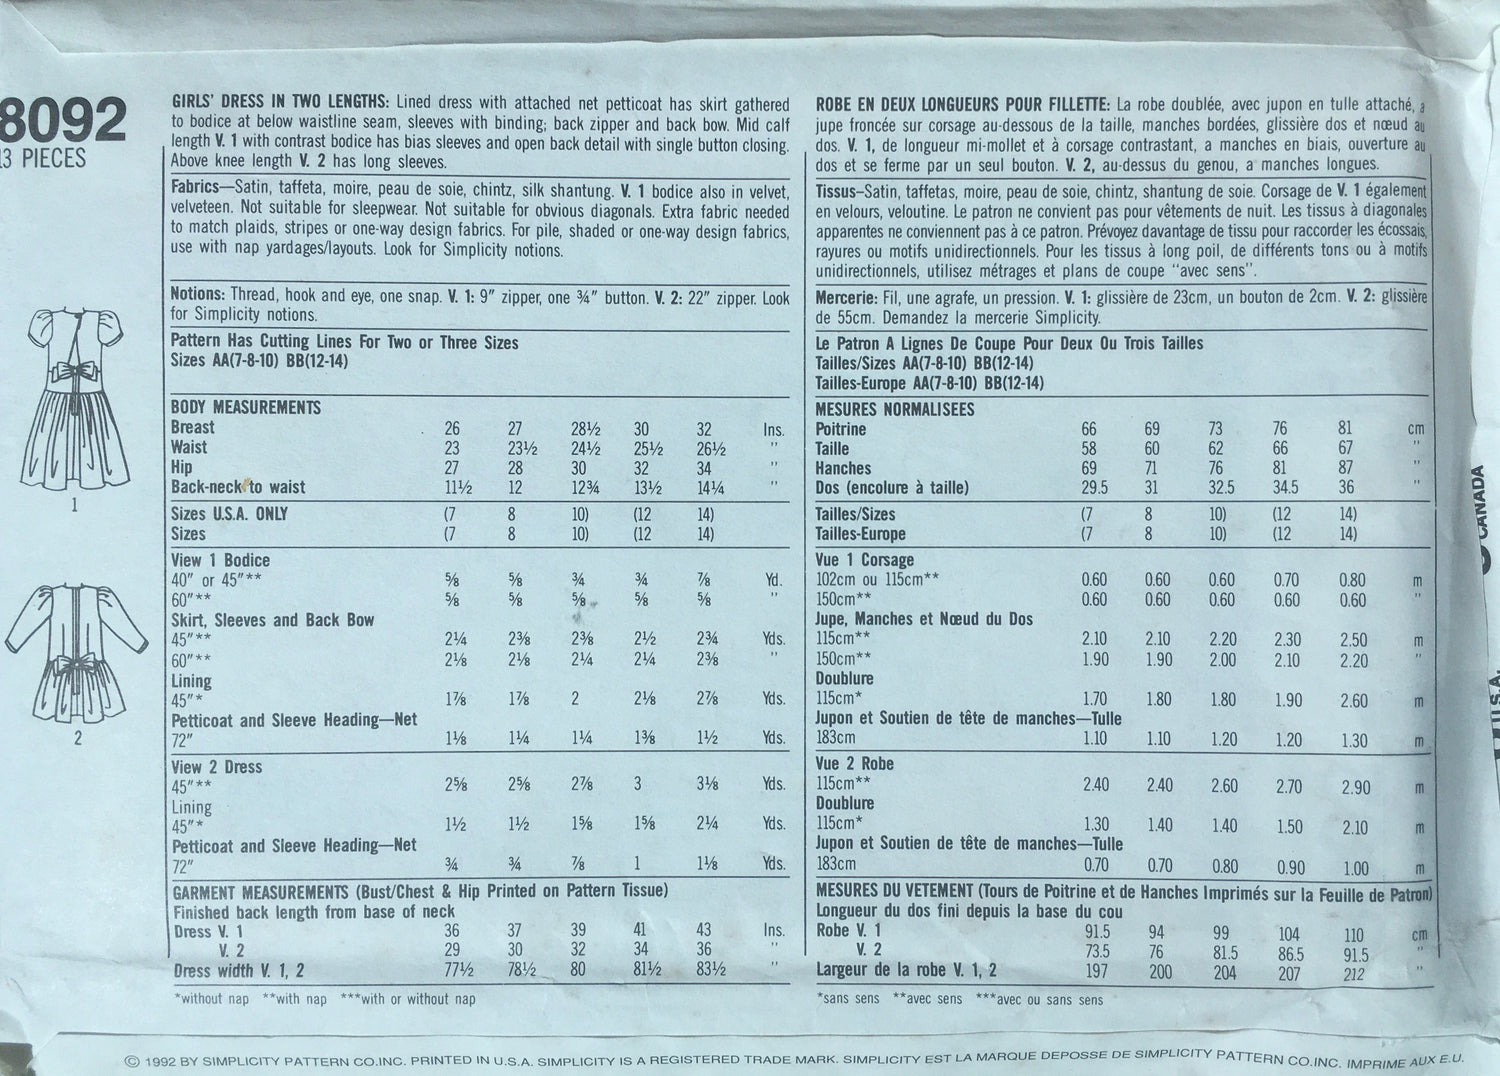 8092
13 PIECES
GIRLS' DRESS IN TWO LENGTHS: Lined dress with attached net petticoat has skirt gathered
to bodice at below waistline seam, sleeves with binding; back zipper and back bow. Mid calf
length V. 1 with contrast bodice has bias sleeves and open back detail with single button closing.
Above knee length V. 2 has long sleeves.
Fabrics—Satin, taffeta, moire, peau de soie, chintz, silk shantung. V. 1 bodice also in velvet,
velveteen. Not suitable for sleepwear. Not suitable for obvious diagonals. Extra fabric needed
to match plaids, stripes or one-way design fabrics. For pile, shaded or one-way design fabrics,
use with nap yardages/layouts. Look for Simplicity notions.
Notions: Thread, hook and eye, one snap. V. 1: 9" zipper, one ¾" button. V. 2: 22" zipper. Look
for Simplicity notions.
Pattern Has Cutting Lines For Two or Three Sizes
Sizes AA(7-8-10) BB(12-14)
BODY MEASUREMENTS
Breast 26 27 28½ 30 32 Ins.
Waist 23 23½ 24½ 25½ 26½ "
Hip 27 28 30 32 34 "
Back-neck to waist 11½ 12 12¾ 13½ 14¼ "
Sizes U.S.A. ONLY (7 8 10) (12 14)
Sizes (7 8 10) (12 14)
View 1 Bodice
40" or 45"** ⅝ ⅝ ¾ ¾ ⅞ Yd.
60"** ⅝ ⅝ ⅝ ⅝ ⅝ "
Skirt, Sleeves and Back Bow
45"** 2¼ 2⅜ 2⅜ 2½ 2¾ Yds.
60"** 2⅛ 2⅛ 2¼ 2¼ 2⅜ "
Lining
45"* 1⅞ 1⅞ 2 2⅛ 2⅞ Yds.
Petticoat and Sleeve Heading—Net
72" 1⅛ 1¼ 1¼ 1⅜ 1½ Yds.
View 2 Dress
45"** 2⅝ 2⅝ 2⅞ 3 3⅛ Yds.
Lining
45"* 1½ 1½ 1⅝ 1⅝ 2¼ Yds.
Petticoat and Sleeve Heading—Net
72" ¾ ¾ ⅞ 1 1⅛ Yds.
GARMENT MEASUREMENTS (Bust/Chest & Hip Printed on Pattern Tissue)
Finished back length from base of neck
Dress V. 1 36 37 39 41 43 Ins.
V. 2 29 30 32 34 36 "
Dress width V. 1, 2 77½ 78½ 80 81½ 83½ "
*without nap **with nap ***with or without nap
1
2
ROBE EN DEUX LONGUEURS POUR FILLETTE: La robe doublée, avec jupon en tulle attaché, a
jupe froncée sur corsage au-dessous de la taille, manches bordées, glissière dos et nœud au
dos. V. 1, de longueur mi-mollet et à corsage contrastant, a manches en biais, ouverture au
dos et se ferme par un seul bouton. V. 2, au-dessus du genou, a manches longues.
Tissus–Satin, taffetas, moire, peau de soie, chintz, shantung de soie. Corsage de V. 1 également
en velours, veloutine. Le patron ne convient pas pour vêtements de nuit. Les tissus à diagonales
apparentes ne conviennent pas à ce patron. Prévoyez davantage de tissu pour raccorder les écossais,
rayures ou motifs unidirectionnels. Pour les tissus à long poil, de différents tons ou à motifs
unidirectionnels, utilisez métrages et plans de coupe "avec sens".
Mercerie: Fil, une agrafe, un pression. V. 1: glissière de 23cm, un bouton de 2cm. V. 2: glissière
de 55cm. Demandez la mercerie Simplicity.
Le Patron A Lignes De Coupe Pour Deux Ou Trois Tailles
Tailles/Sizes AA(7-8-10) BB(12-14)
Tailles-Europe AA(7-8-10) BB(12-14)
MESURES NORMALISEES
Poitrine 66 69 73 76 81 cm
Taille 58 60 62 66 67 "
Hanches 69 71 76 81 87 "
Dos (encolure à taille) 29.5 31 32.5 34.5 36 "
Tailles/Sizes (7 8 10) (12 14)
Tailles-Europe (7 8 10) (12 14)
Vue 1 Corsage
102cm ou 115cm** 0.60 0.60 0.60 0.70 0.80 m
150cm** 0.60 0.60 0.60 0.60 0.60 "
Jupe, Manches et Nœud du Dos
115cm** 2.10 2.10 2.20 2.30 2.50 m
150cm** 1.90 1.90 2.00 2.10 2.20 "
Doublure
115cm* 1.70 1.80 1.80 1.90 2.60 m
Jupon et Soutien de tête de manches—Tulle
183cm 1.10 1.10 1.20 1.20 1.30 m
Vue 2 Robe
115cm** 2.40 2.40 2.60 2.70 2.90 m
Doublure
115cm* 1.30 1.40 1.40 1.50 2.10 m
Jupon et Soutien de tête de manches—Tulle
183cm 0.70 0.70 0.80 0.90 1.00 m
MESURES DU VETEMENT (Tours de Poitrine et de Hanches Imprimés sur la Feuille de Patron)
Longueur du dos fini depuis la base du cou
Robe V. 1 91.5 94 99 104 110 cm
V. 2 73.5 76 81.5 86.5 91.5 "
Largeur de la robe V. 1, 2 197 200 204 207 212 "
*sans sens **avec sens ***avec ou sans sens
CANADA
U.S.A.
© 1992 BY SIMPLICITY PATTERN CO.INC. PRINTED IN U.S.A. SIMPLICITY IS A REGISTERED TRADE MARK. SIMPLICITY EST LA MARQUE DEPOSSE DE SIMPLICITY PATTERN CO.INC. IMPRIME AUX E.U.